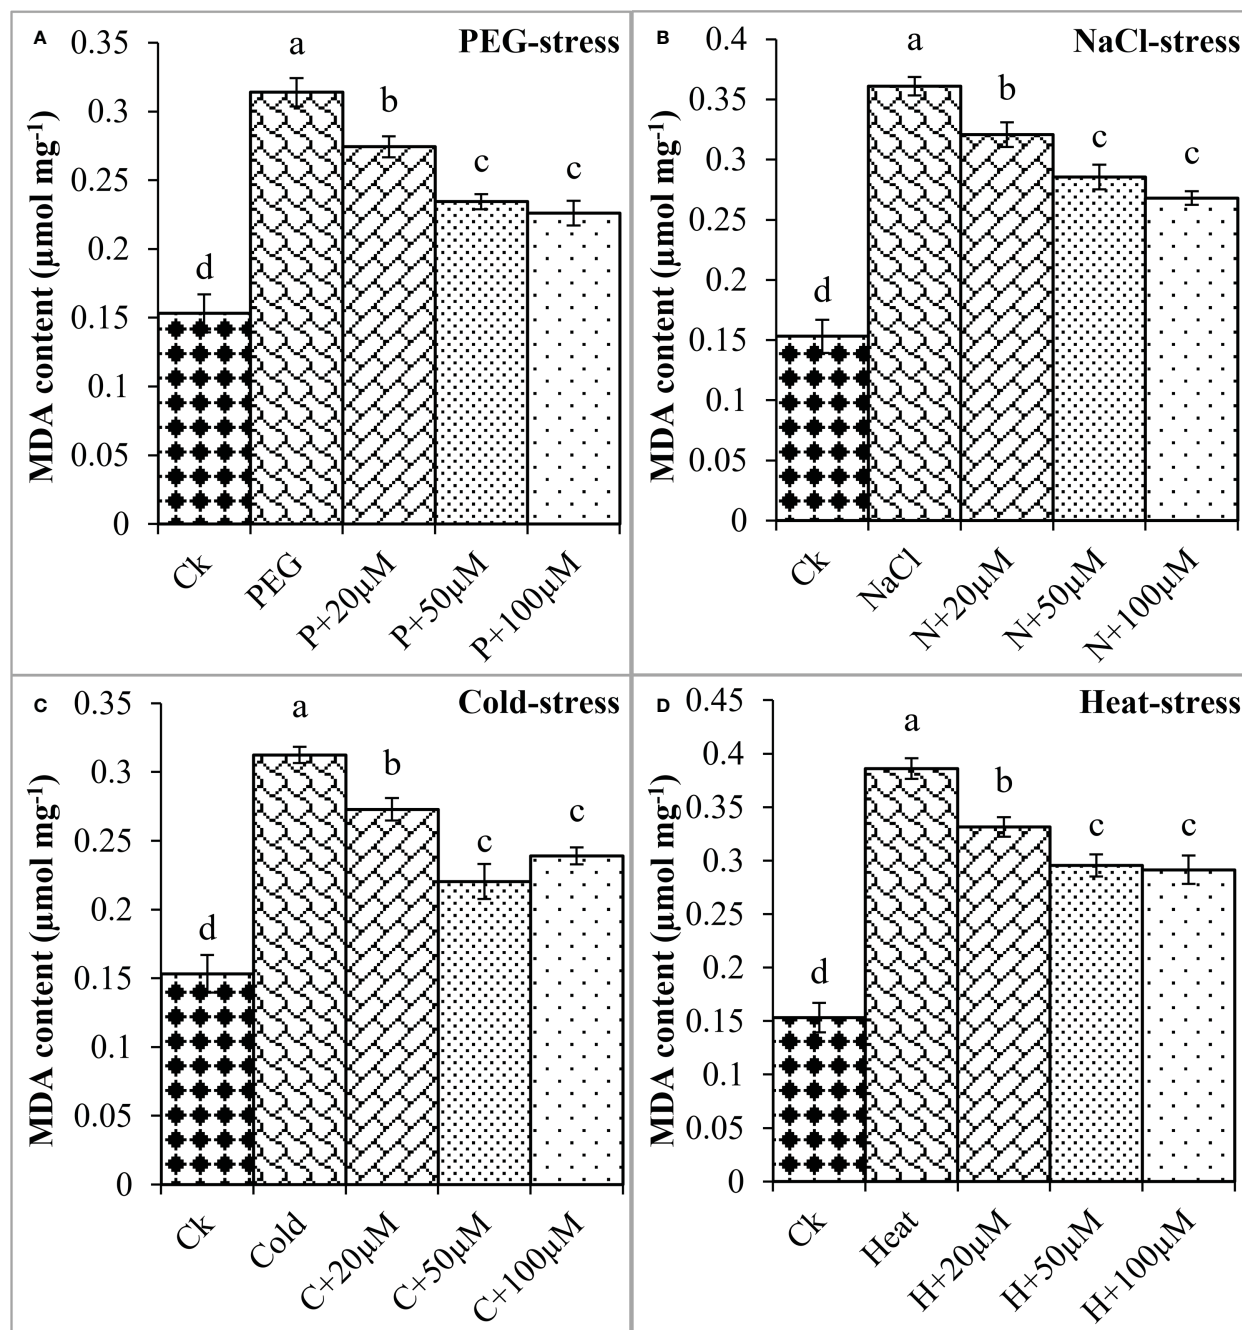 A
PEG-stress
MDA content (µmol mg-1)
0.35
0.3
0.25
0.2
0.15
0.1
0.05
0
d
a
b
c
c
Ck
PEG
P+20µM
P+50µM
P+100µM
B
NaCl-stress
MDA content (µmol mg-1)
0.4
0.35
0.3
0.25
0.2
0.15
0.1
0.05
0
d
a
b
c
c
Ck
NaCl
N+20µM
N+50µM
N+100µM
C
Cold-stress
MDA content (µmol mg-1)
0.35
0.3
0.25
0.2
0.15
0.1
0.05
0
d
a
b
c
c
Ck
Cold
C+20µM
C+50µM
C+100µM
D
Heat-stress
MDA content (µmol mg-1)
0.45
0.4
0.35
0.3
0.25
0.2
0.15
0.1
0.05
0
d
a
b
c
c
Ck
Heat
H+20µM
H+50µM
H+100µM